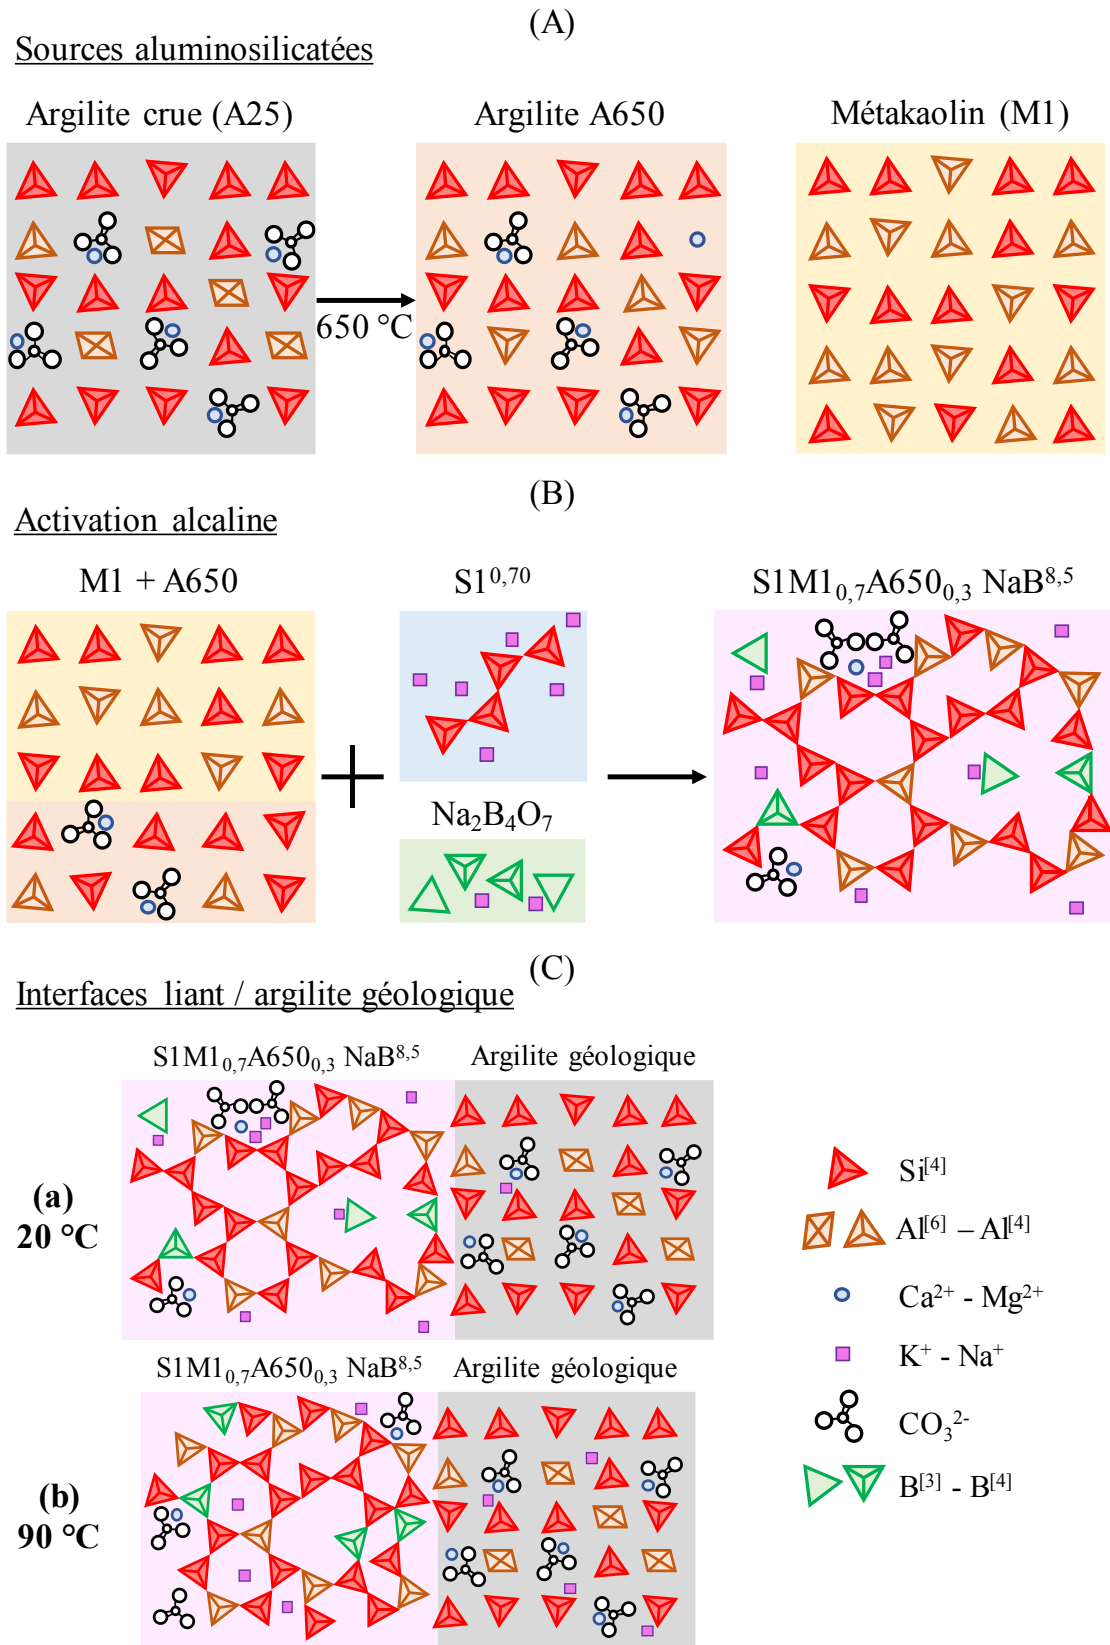 (A)
Sources aluminosilicatées
Argilite crue (A25)
Argilite A650
Métakaolin (M1)
650 °C
(B)
Activation alcaline
M1 + A650
S1^0,70
S1M1_0,7A650_0,3 NaB^8,5
Na₂B₄O₇
(C)
Interfaces liant / argilite géologique
S1M1_0,7A650_0,3 NaB^8,5
Argilite géologique
(a)
20 °C
S1M1_0,7A650_0,3 NaB^8,5
Argilite géologique
(b)
90 °C
Si^[4]
Al^[6] – Al^[4]
Ca²⁺ - Mg²⁺
K⁺ - Na⁺
CO₃²⁻
B^[3] - B^[4]